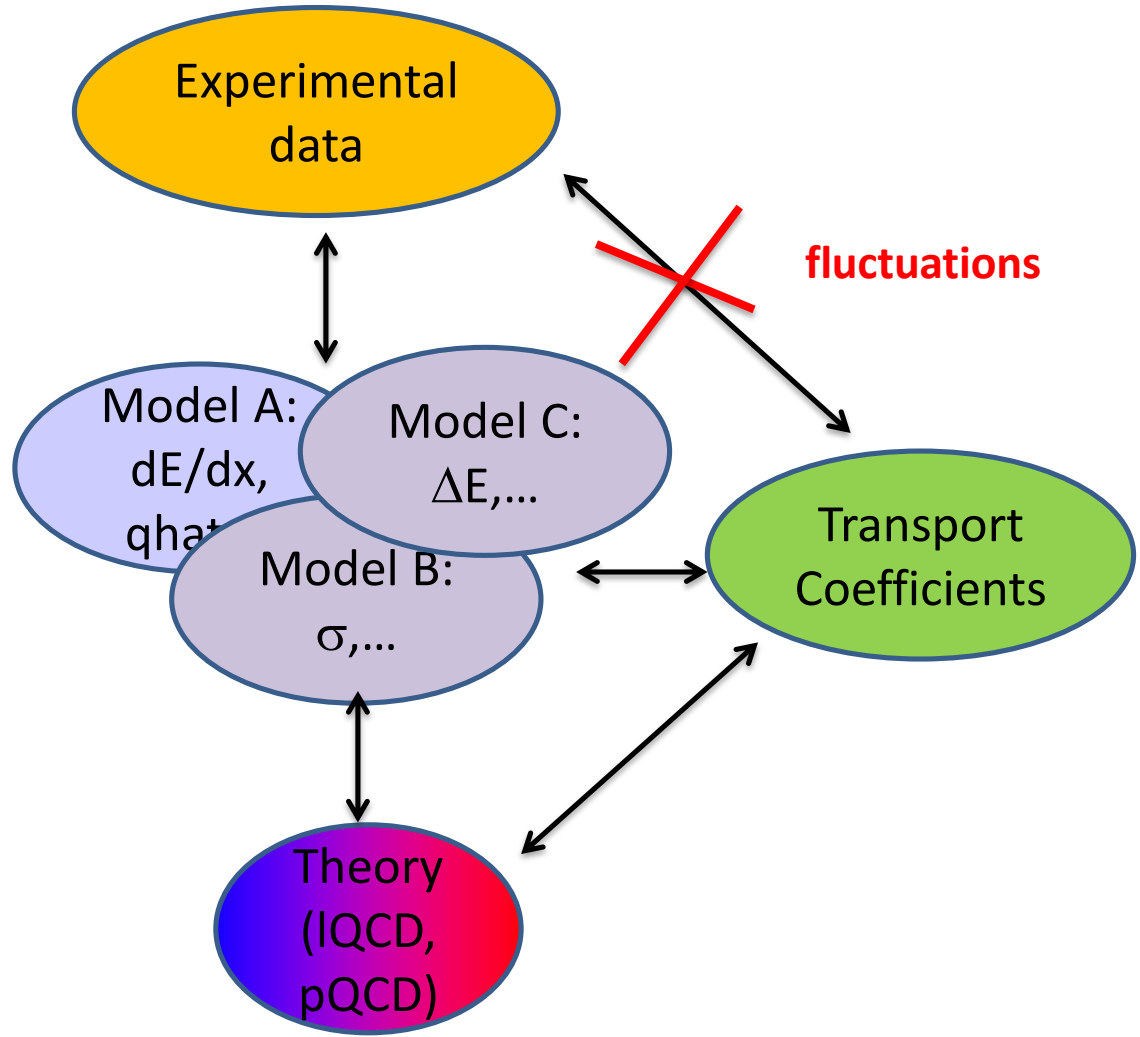 Experimental
data
fluctuations
Model A:
dE/dx,
Model C:
ΔE,...
Model B:
σ,...
Transport
Coefficients
Theory
(lQCD,
pQCD)